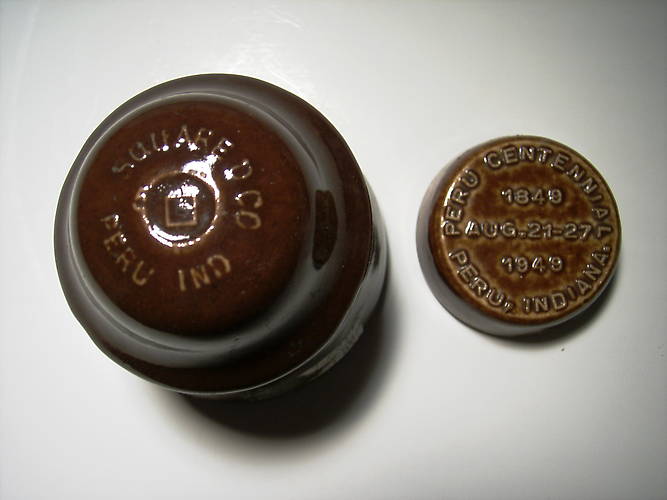 SQUARE D CO
PERU IND
PERU CENTENNIAL
1849
AUG. 21-27
1949
PERU, INDIANA.